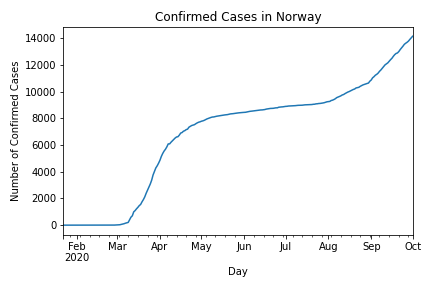 Confirmed Cases in Norway
Number of Confirmed Cases
14000
12000
10000
8000
6000
4000
2000
0
Feb Mar Apr May Jun Jul Aug Sep Oct
2020
Day